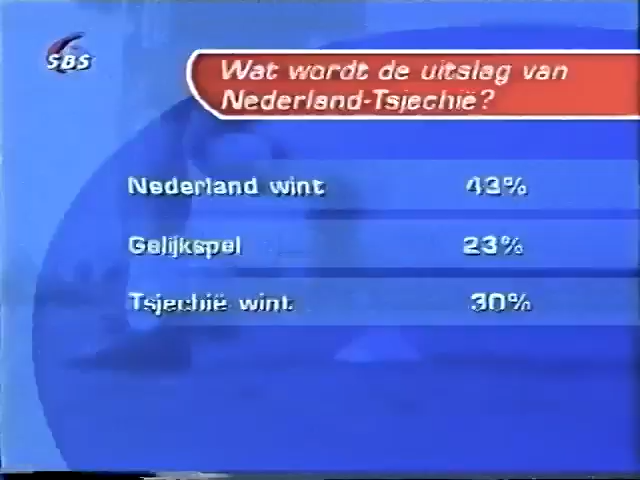 SBS
Wat wordt de uitslag van
Nederland-Tsjechië?
Nederland wint 43%
Gelijkspel 23%
Tsjechië wint 30%